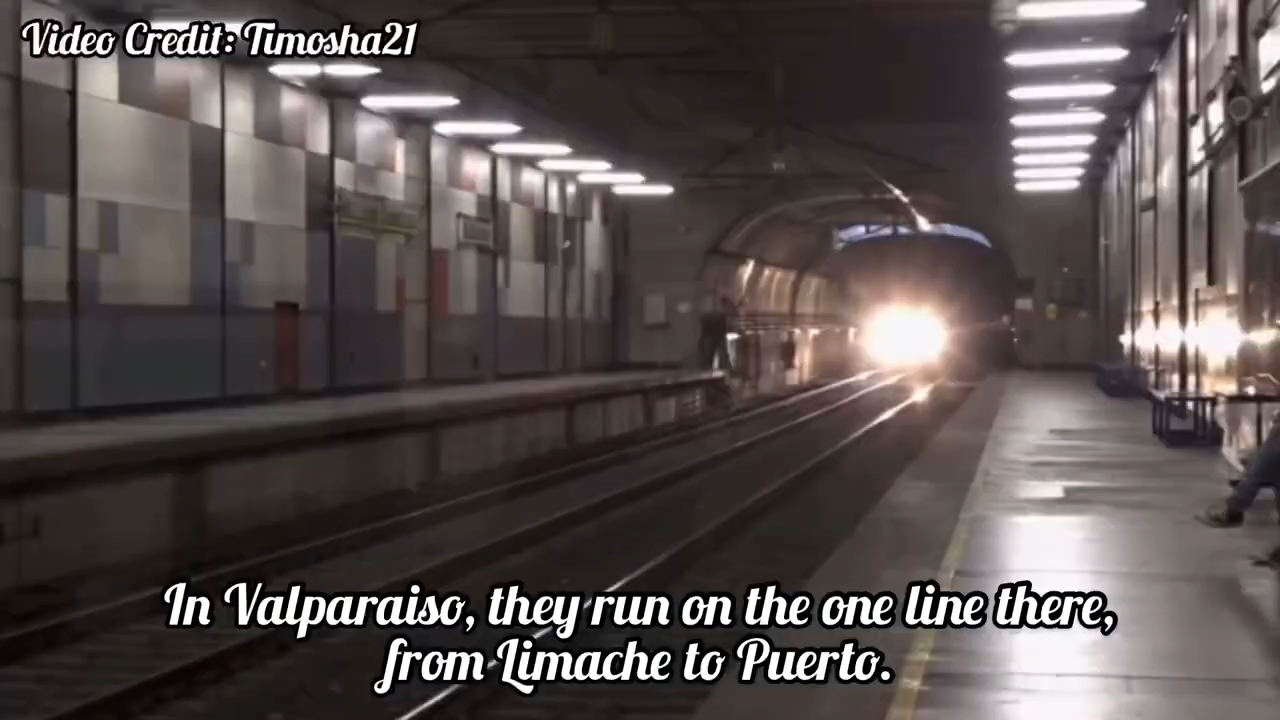 Video Credit: Timosha21
In Valparaiso, they run on the one line there,
from Limache to Puerto.